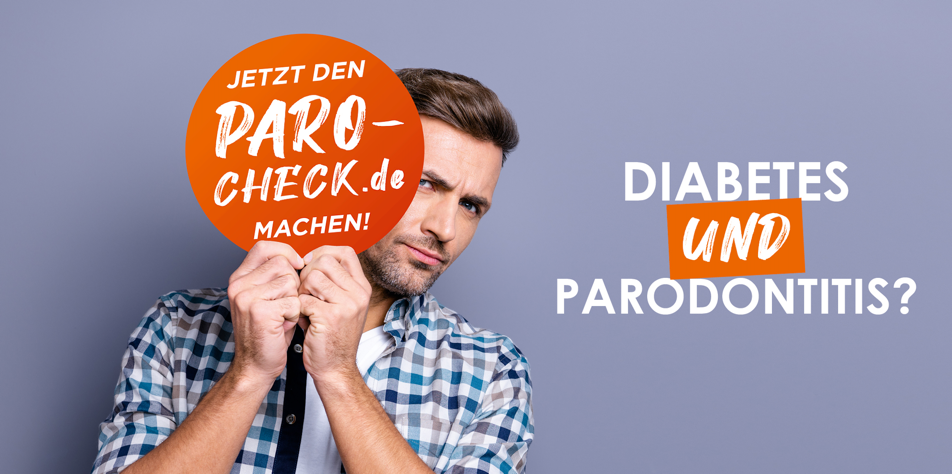 JETZT DEN
PARO-
CHECK.de
MACHEN!
DIABETES
UND
PARODONTITIS?